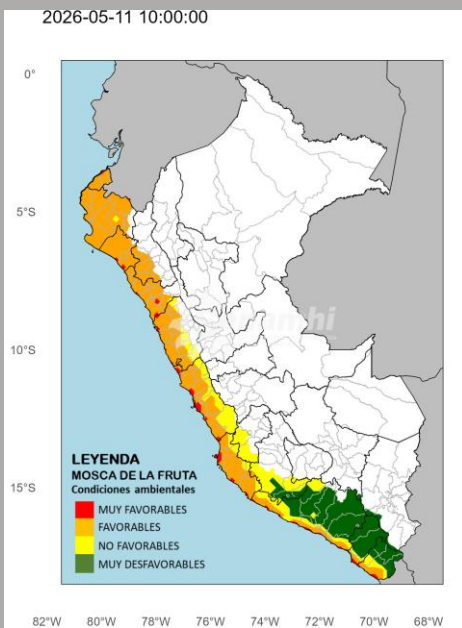 2026-05-11 10:00:00
0°
5°S
10°S
15°S
LEYENDA
MOSCA DE LA FRUTA
Condiciones ambientales
MUY FAVORABLES
FAVORABLES
NO FAVORABLES
MUY DESFAVORABLES
82°W 80°W 78°W 76°W 74°W 72°W 70°W 68°W